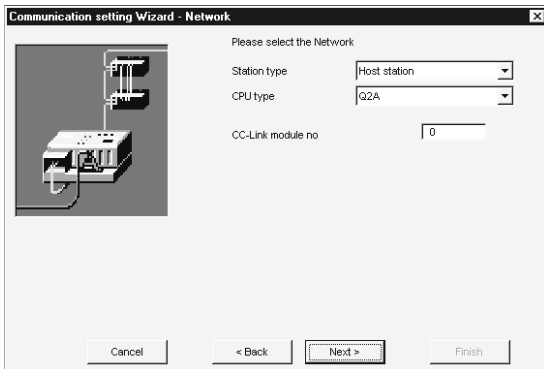 Communication setting Wizard - Network
Please select the Network
Station type Host station
CPU type Q2A
CC-Link module no 0
Cancel < Back Next > Finish